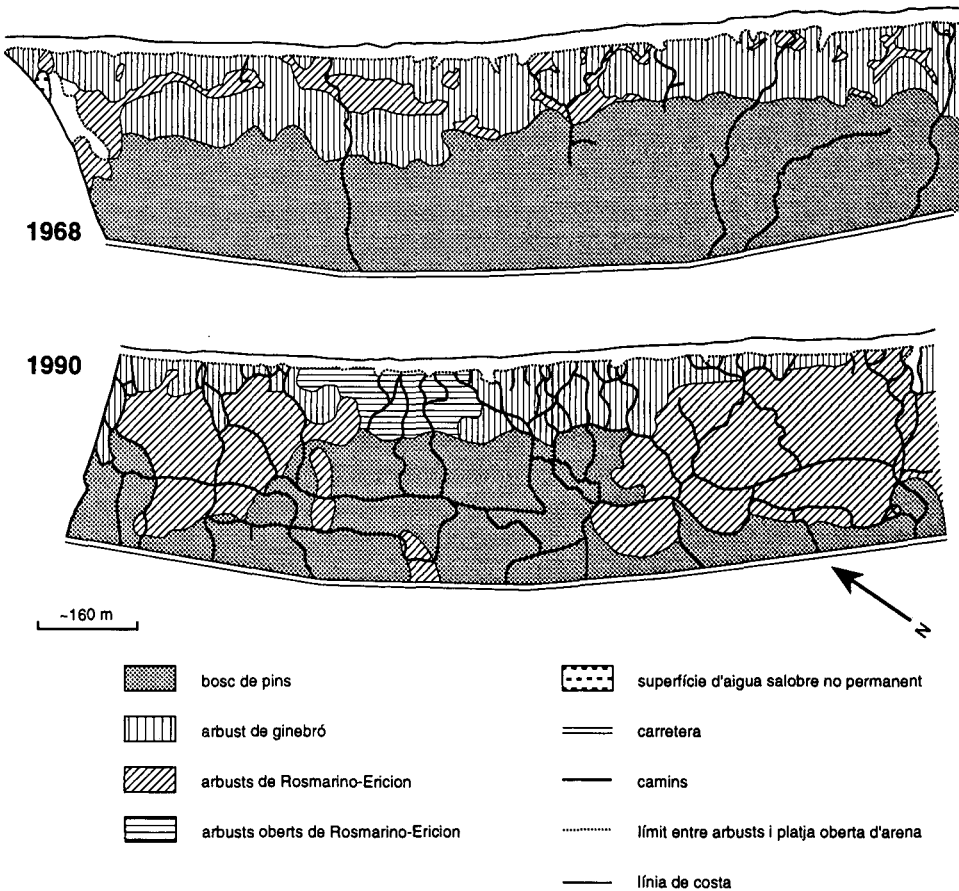 1968
1990
~160 m
N
bosc de pins
arbust de ginebró
arbusts de Rosmarino-Ericion
arbusts oberts de Rosmarino-Ericion
superfície d'aigua salobre no permanent
carretera
camins
límit entre arbusts i platja oberta d'arena
línia de costa